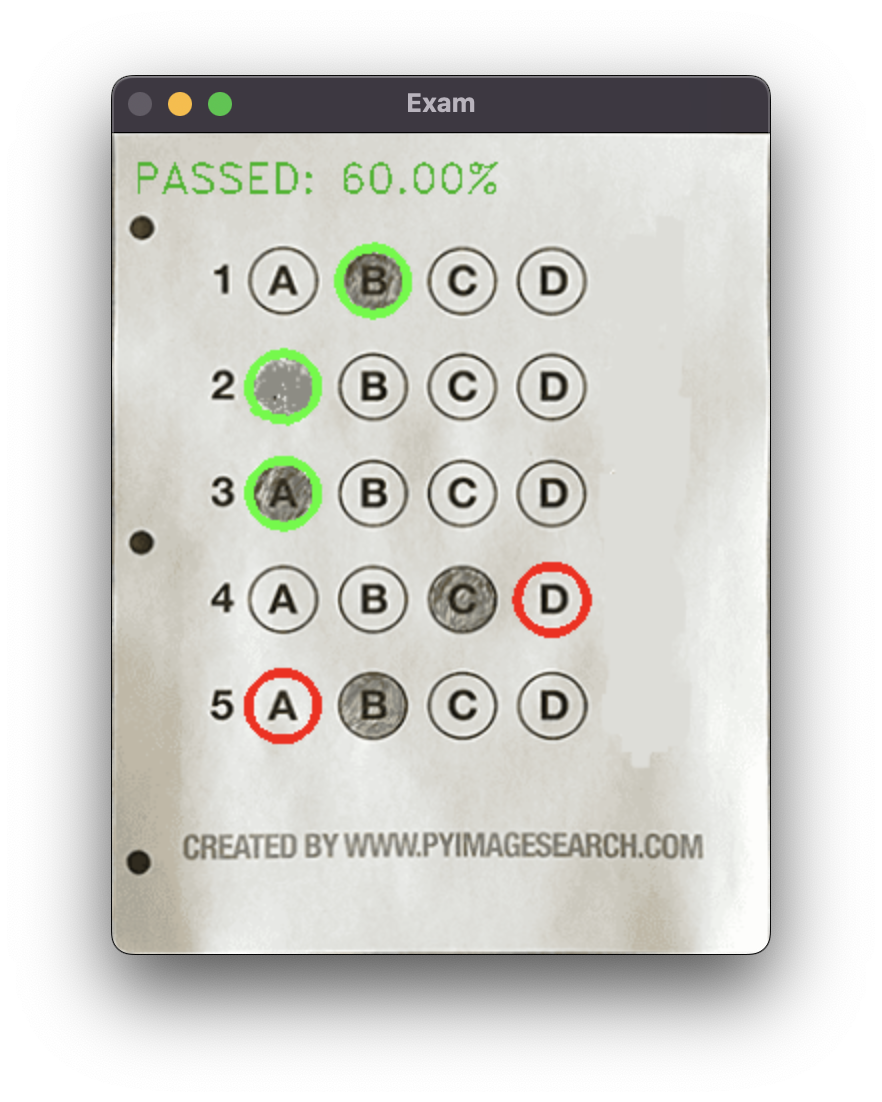 Exam
PASSED: 60.00%
1 A B C D
2 B C D
3 A B C D
4 A B C D
5 A B C D
CREATED BY WWW.PYIMAGESEARCH.COM